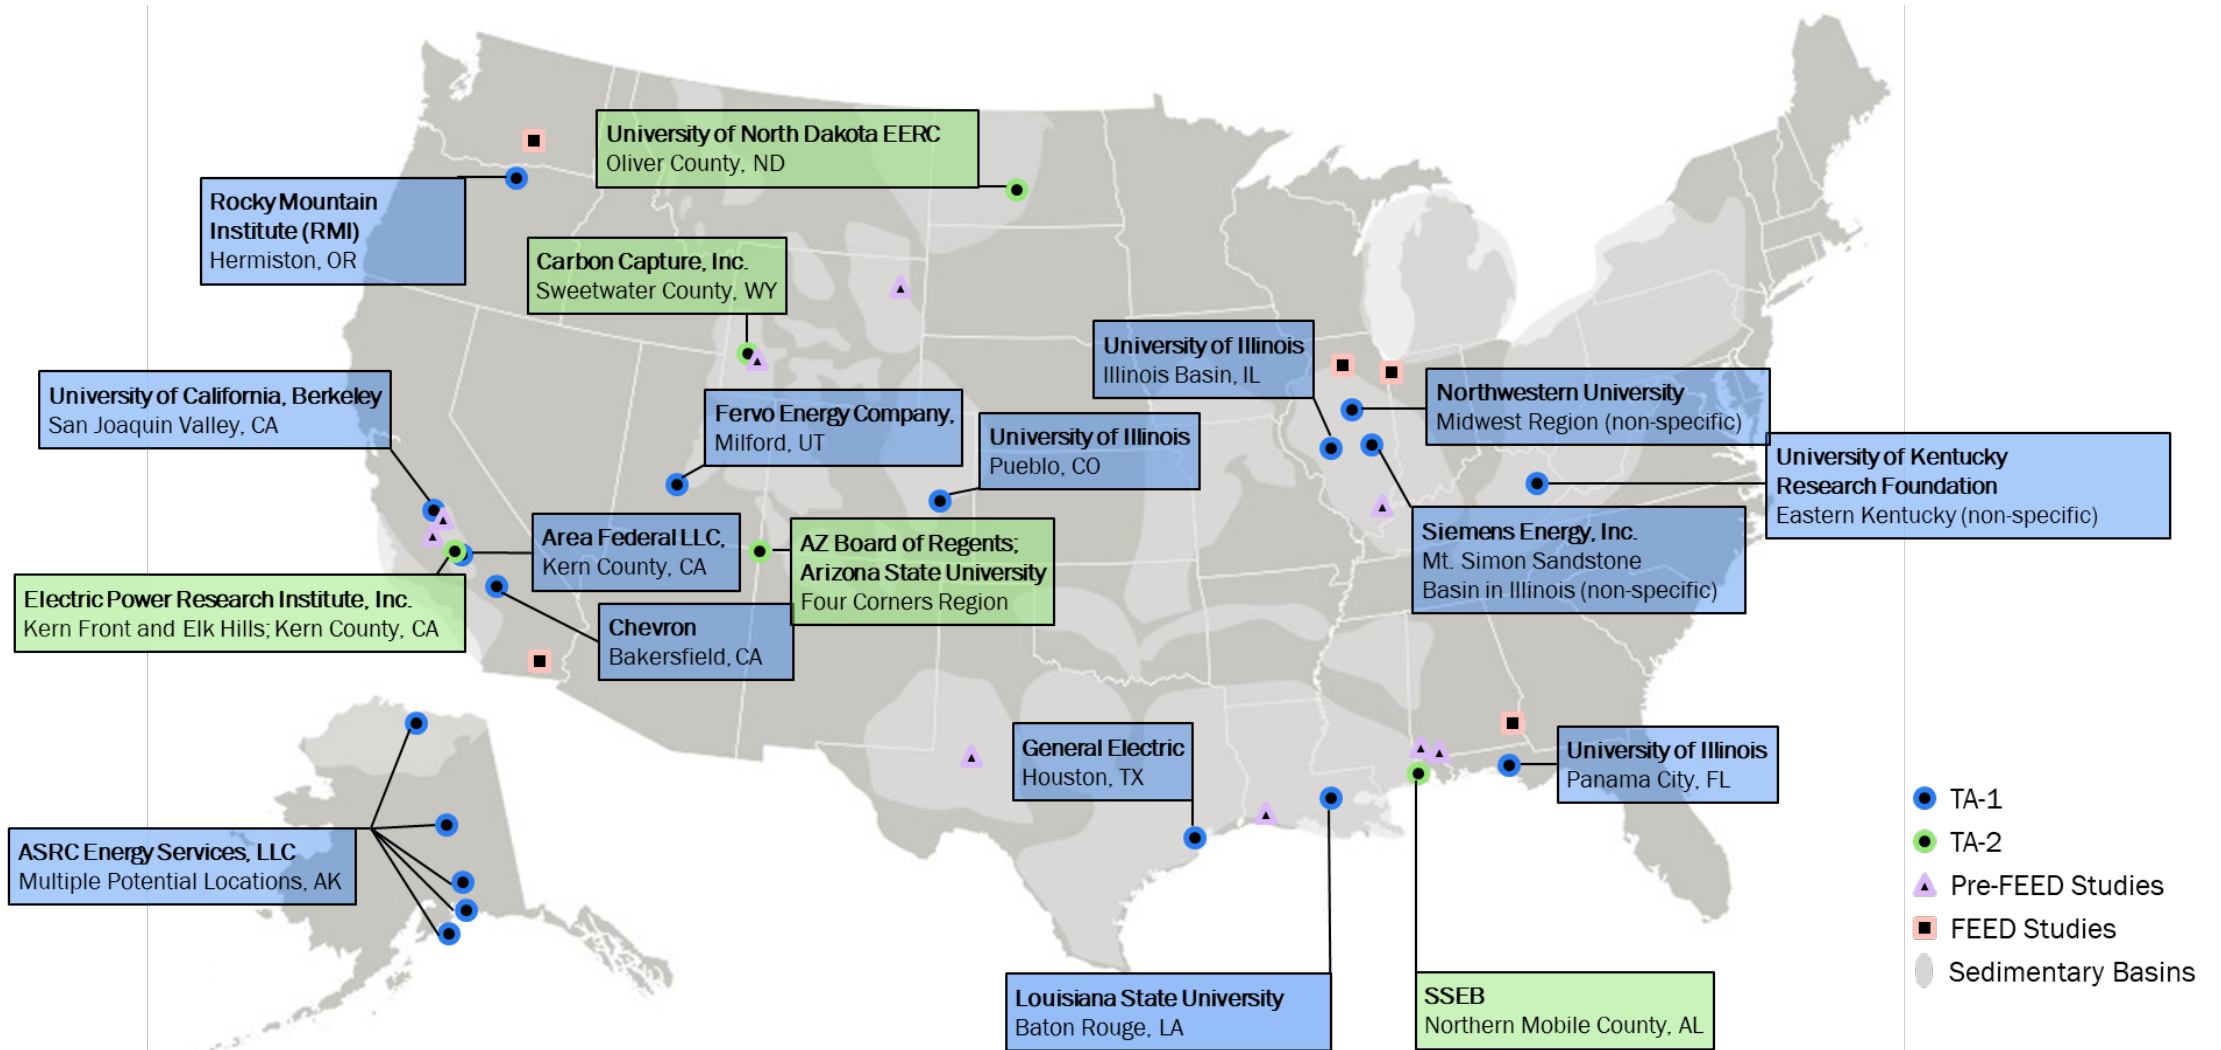 University of North Dakota EERC
Oliver County, ND
Rocky Mountain
Institute (RMI)
Hermiston, OR
Carbon Capture, Inc.
Sweetwater County, WY
University of Illinois
Illinois Basin, IL
University of California, Berkeley
San Joaquin Valley, CA
Fervo Energy Company,
Milford, UT
University of Illinois
Pueblo, CO
Northwestern University
Midwest Region (non-specific)
University of Kentucky
Research Foundation
Eastern Kentucky (non-specific)
Area Federal LLC,
Kern County, CA
AZ Board of Regents;
Arizona State University
Four Corners Region
Siemens Energy, Inc.
Mt. Simon Sandstone
Basin in Illinois (non-specific)
Electric Power Research Institute, Inc.
Kern Front and Elk Hills; Kern County, CA
Chevron
Bakersfield, CA
General Electric
Houston, TX
University of Illinois
Panama City, FL
ASRC Energy Services, LLC
Multiple Potential Locations, AK
Louisiana State University
Baton Rouge, LA
SSEB
Northern Mobile County, AL
TA-1
TA-2
Pre-FEED Studies
FEED Studies
Sedimentary Basins